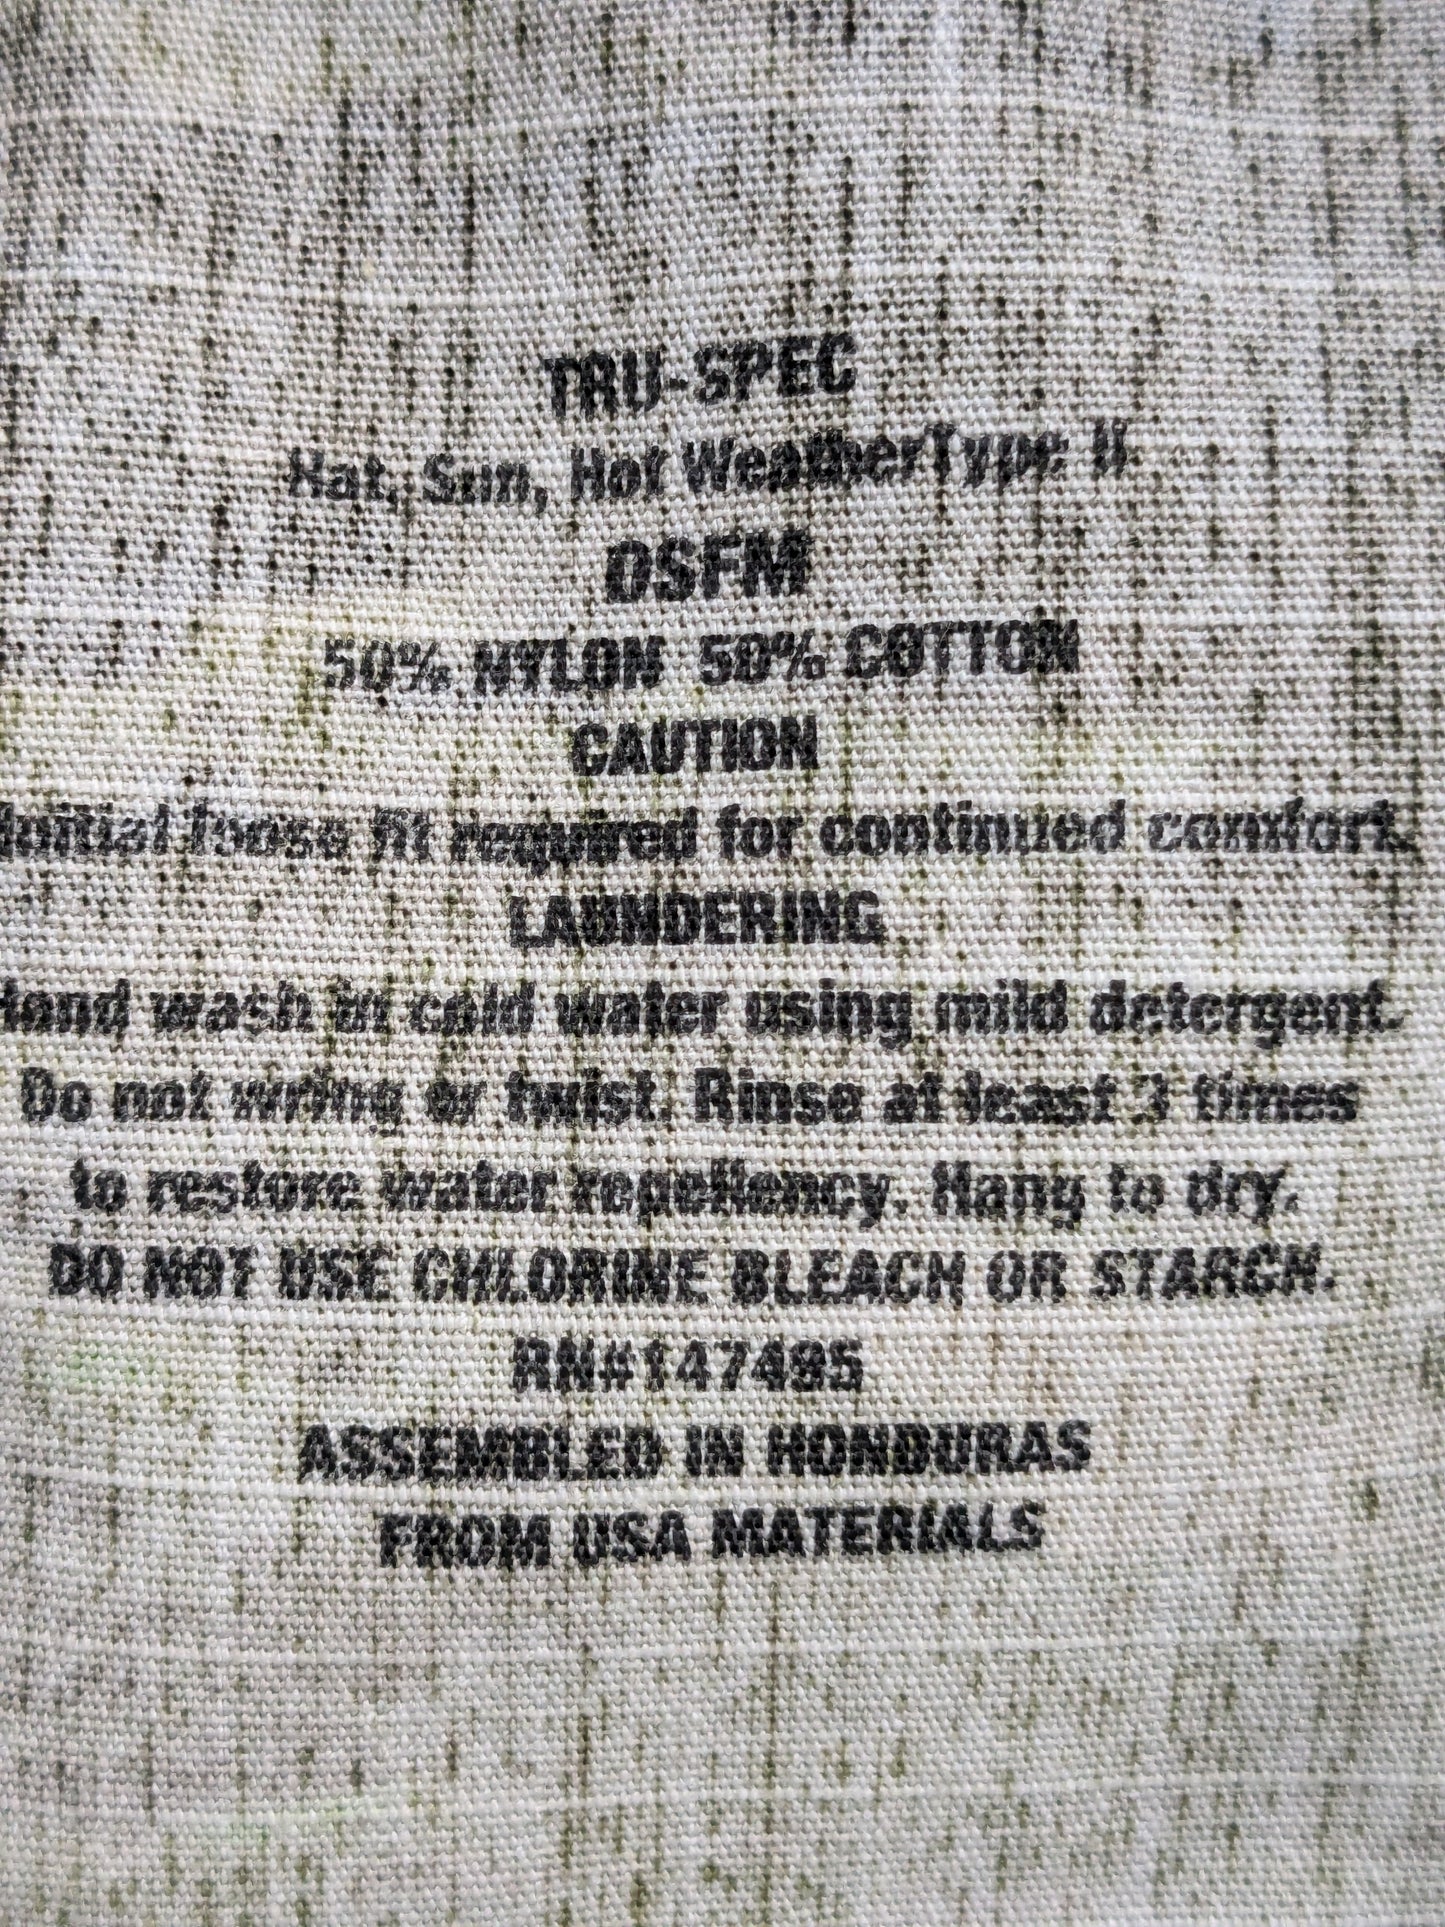 TRU-SPEC
Hat, Sun, Hot WeatherType II
OSFM
50% NYLON 50% COTTON
CAUTION
Initial loose fit required for continued comfort.
LAUNDERING
Hand wash in cold water using mild detergent.
Do not wring or twist. Rinse at least 3 times
to restore water repellency. Hang to dry.
DO NOT USE CHLORINE BLEACH OR STARCH.
RN#147495
ASSEMBLED IN HONDURAS
FROM USA MATERIALS